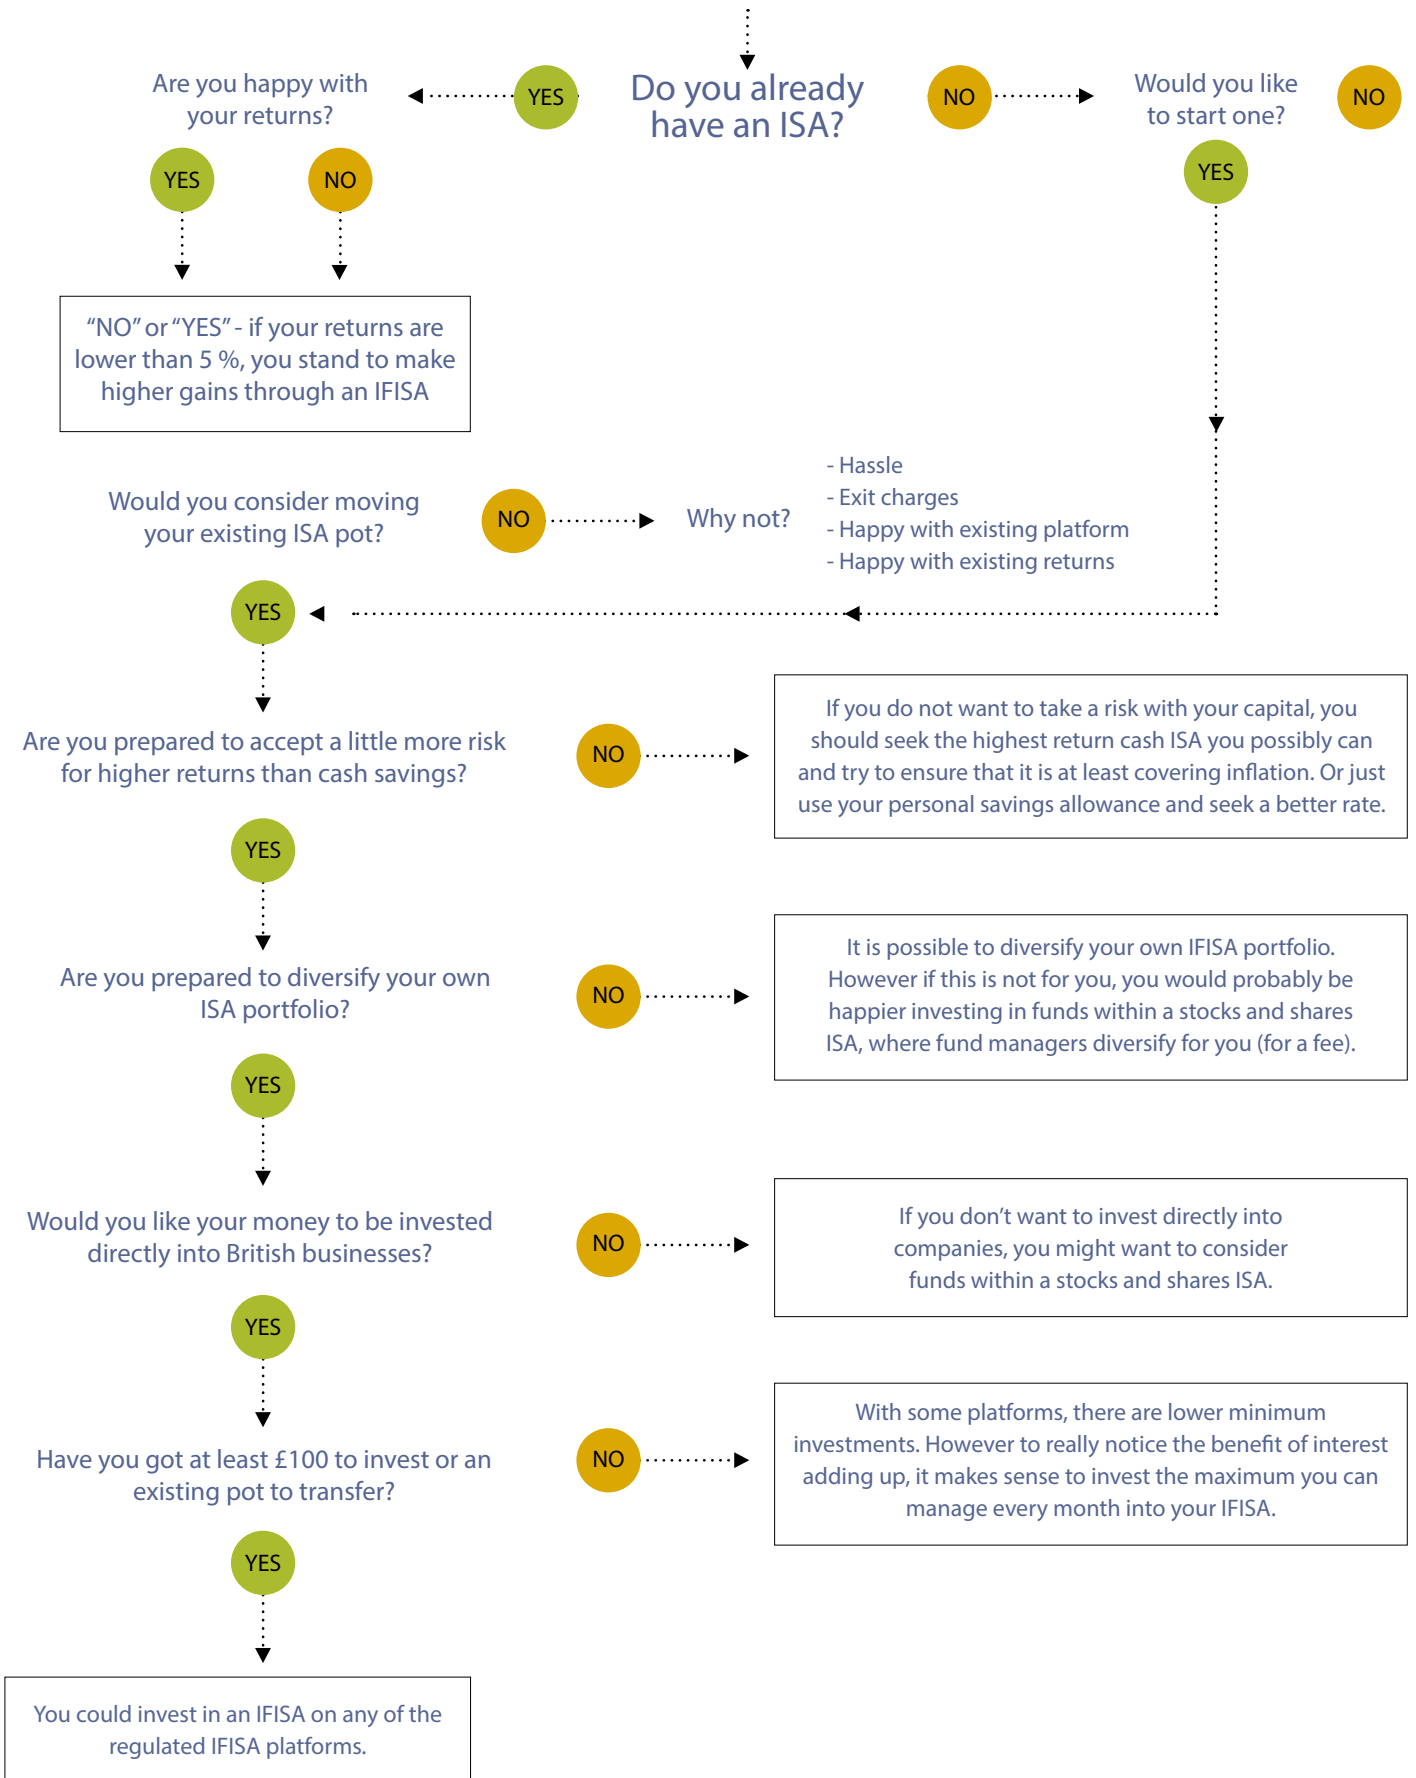 Do you already
have an ISA?
YES
Are you happy with
your returns?
NO
Would you like
to start one?
NO
YES
NO
YES
“NO” or “YES” - if your returns are
lower than 5 %, you stand to make
higher gains through an IFISA
Would you consider moving
your existing ISA pot?
NO
Why not?
- Hassle
- Exit charges
- Happy with existing platform
- Happy with existing returns
YES
Are you prepared to accept a little more risk
for higher returns than cash savings?
NO
If you do not want to take a risk with your capital, you
should seek the highest return cash ISA you possibly can
and try to ensure that it is at least covering inflation. Or just
use your personal savings allowance and seek a better rate.
YES
Are you prepared to diversify your own
ISA portfolio?
NO
It is possible to diversify your own IFISA portfolio.
However if this is not for you, you would probably be
happier investing in funds within a stocks and shares
ISA, where fund managers diversify for you (for a fee).
YES
Would you like your money to be invested
directly into British businesses?
NO
If you don’t want to invest directly into
companies, you might want to consider
funds within a stocks and shares ISA.
YES
Have you got at least £100 to invest or an
existing pot to transfer?
NO
With some platforms, there are lower minimum
investments. However to really notice the benefit of interest
adding up, it makes sense to invest the maximum you can
manage every month into your IFISA.
YES
You could invest in an IFISA on any of the
regulated IFISA platforms.